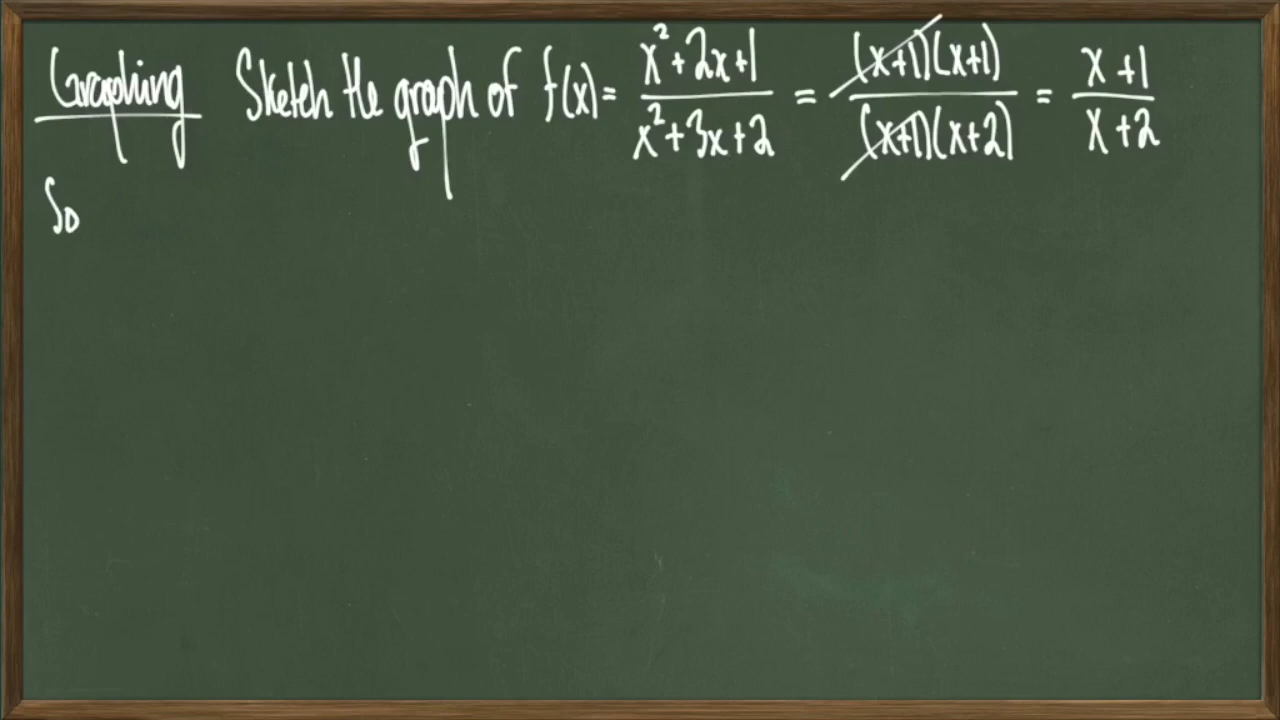 Graphing Sketch the graph of f(x) = (x²+2x+1)/(x²+3x+2) = ((x+1)(x+1))/((x+1)(x+2)) = (x+1)/(x+2)
So